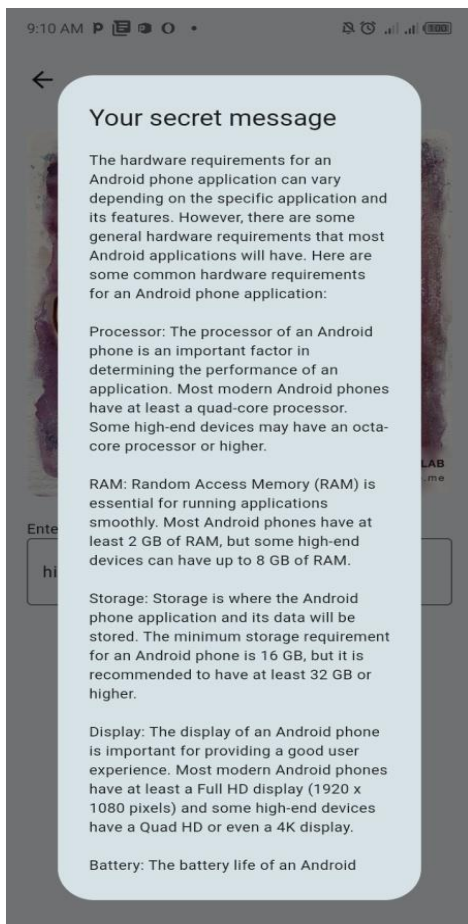 9:10 AM
Your secret message
The hardware requirements for an
Android phone application can vary
depending on the specific application and
its features. However, there are some
general hardware requirements that most
Android applications will have. Here are
some common hardware requirements
for an Android phone application:
Processor: The processor of an Android
phone is an important factor in
determining the performance of an
application. Most modern Android phones
have at least a quad-core processor.
Some high-end devices may have an octa-
core processor or higher.
RAM: Random Access Memory (RAM) is
essential for running applications
smoothly. Most Android phones have at
least 2 GB of RAM, but some high-end
devices can have up to 8 GB of RAM.
Storage: Storage is where the Android
phone application and its data will be
stored. The minimum storage requirement
for an Android phone is 16 GB, but it is
recommended to have at least 32 GB or
higher.
Display: The display of an Android phone
is important for providing a good user
experience. Most modern Android phones
have at least a Full HD display (1920 x
1080 pixels) and some high-end devices
have a Quad HD or even a 4K display.
Battery: The battery life of an Android
LAB
.me
Ente
hi